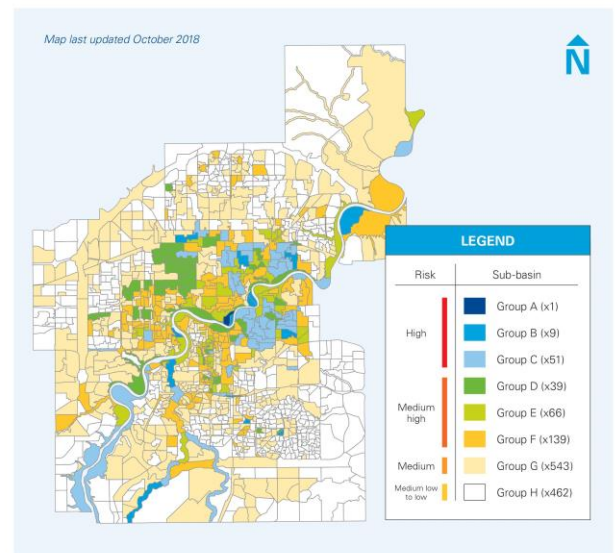 Map last updated October 2018
N
LEGEND
Risk
Sub-basin
High
Group A (x1)
Group B (x9)
Group C (x51)
Medium
high
Group D (x39)
Group E (x66)
Group F (x139)
Medium
Group G (x543)
Medium low
to low
Group H (x462)